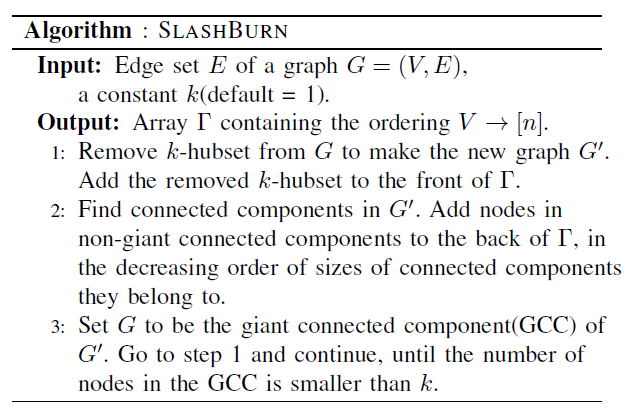 Algorithm : SLASHBURN
Input: Edge set E of a graph G = (V, E),
a constant k(default = 1).
Output: Array Γ containing the ordering V → [n].
1: Remove k-hubset from G to make the new graph G′.
Add the removed k-hubset to the front of Γ.
2: Find connected components in G′. Add nodes in
non-giant connected components to the back of Γ, in
the decreasing order of sizes of connected components
they belong to.
3: Set G to be the giant connected component(GCC) of
G′. Go to step 1 and continue, until the number of
nodes in the GCC is smaller than k.